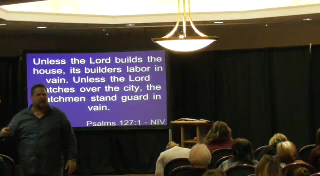 Unless the Lord builds the
house, its builders labor in
vain. Unless the Lord
watches over the city, the
watchmen stand guard in
vain.
Psalms 127:1 - NIV